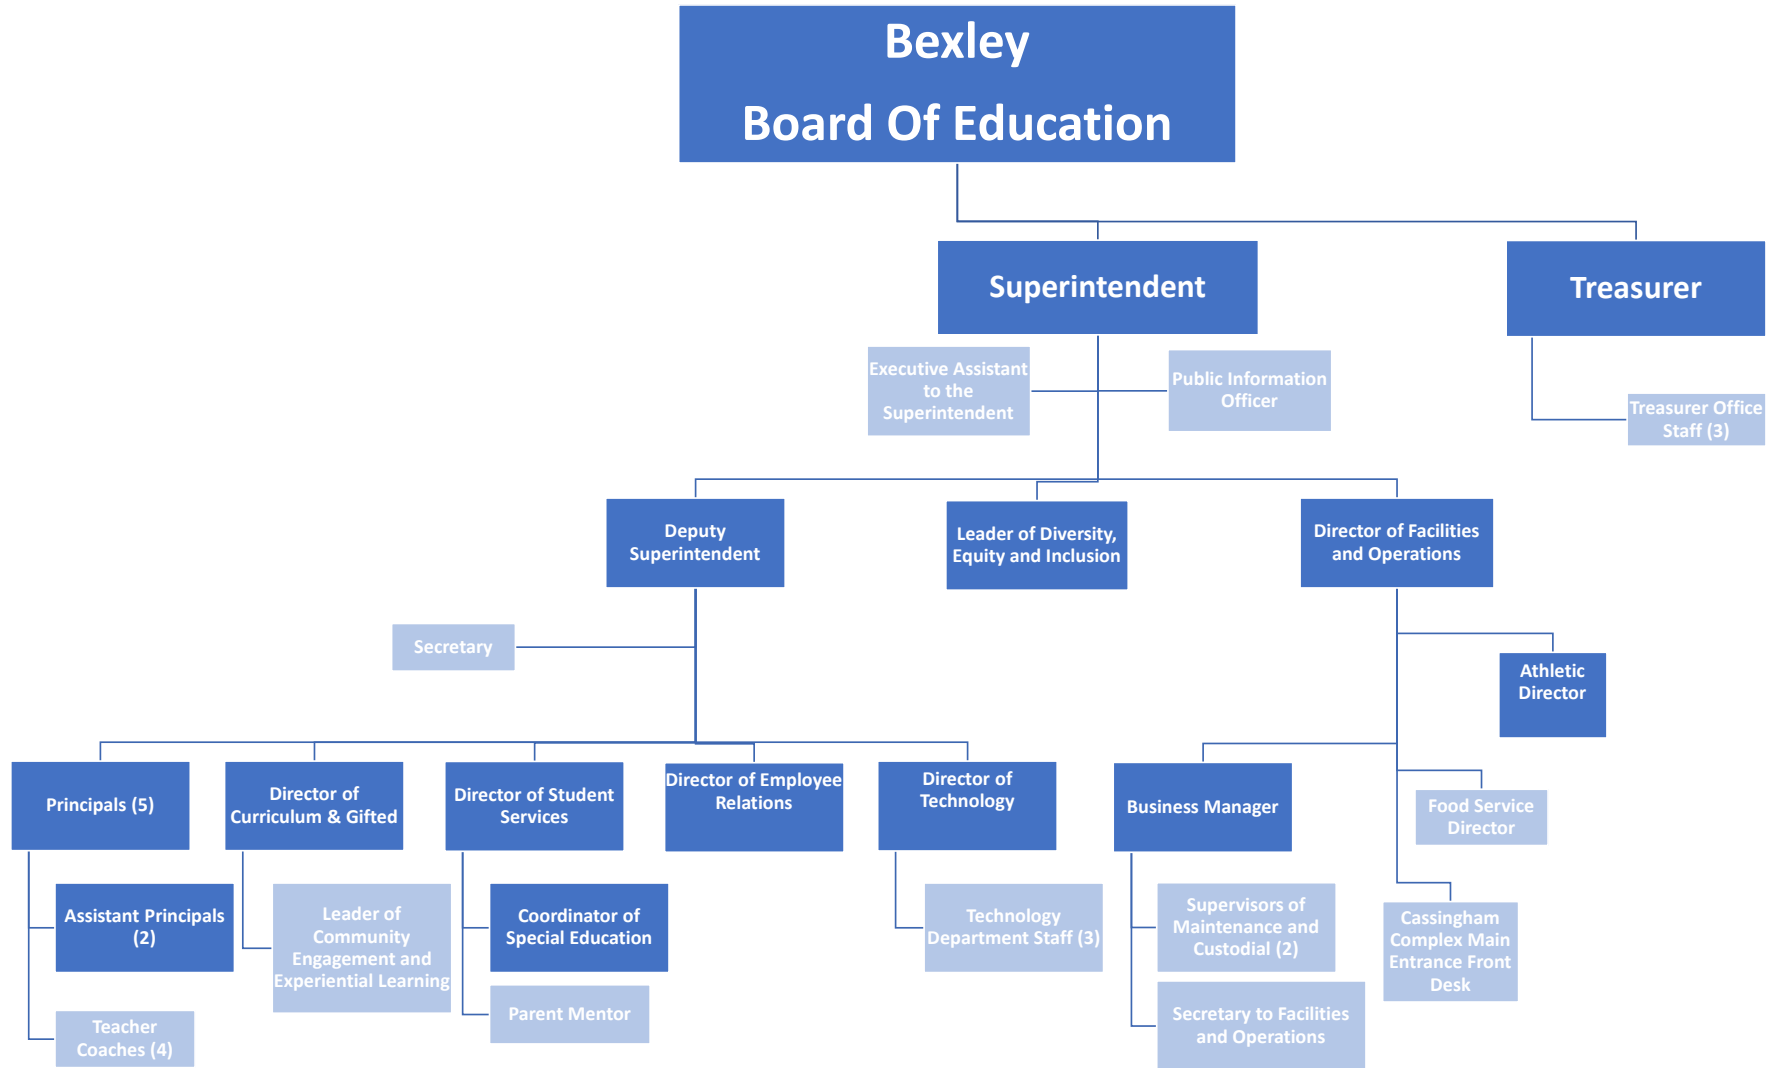 Bexley
Board Of Education
Superintendent
Treasurer
Executive Assistant
to the
Superintendent
Public Information
Officer
Treasurer Office
Staff (3)
Deputy
Superintendent
Leader of Diversity,
Equity and Inclusion
Director of Facilities
and Operations
Secretary
Athletic
Director
Principals (5)
Director of
Curriculum & Gifted
Director of Student
Services
Director of Employee
Relations
Director of
Technology
Business Manager
Food Service
Director
Assistant Principals
(2)
Leader of
Community
Engagement and
Experiential Learning
Coordinator of
Special Education
Technology
Department Staff (3)
Supervisors of
Maintenance and
Custodial (2)
Cassingham
Complex Main
Entrance Front
Desk
Teacher
Coaches (4)
Parent Mentor
Secretary to Facilities
and Operations